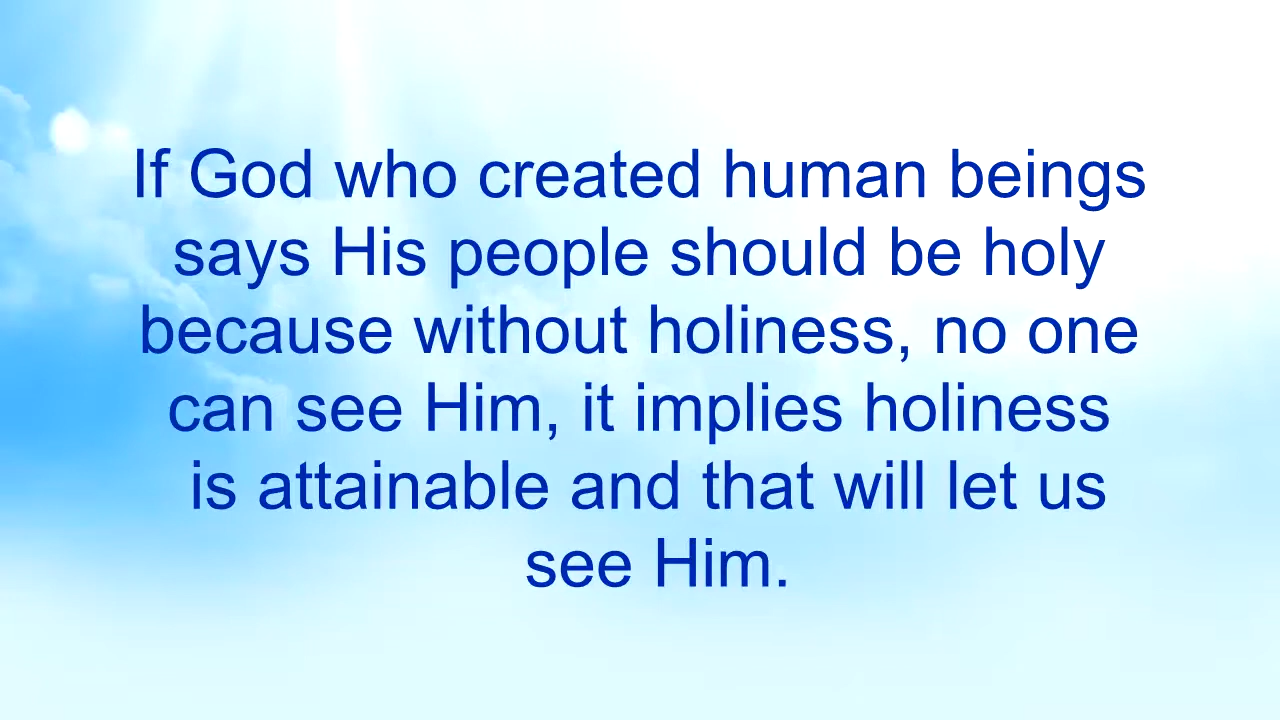 If God who created human beings
says His people should be holy
because without holiness, no one
can see Him, it implies holiness
is attainable and that will let us
see Him.